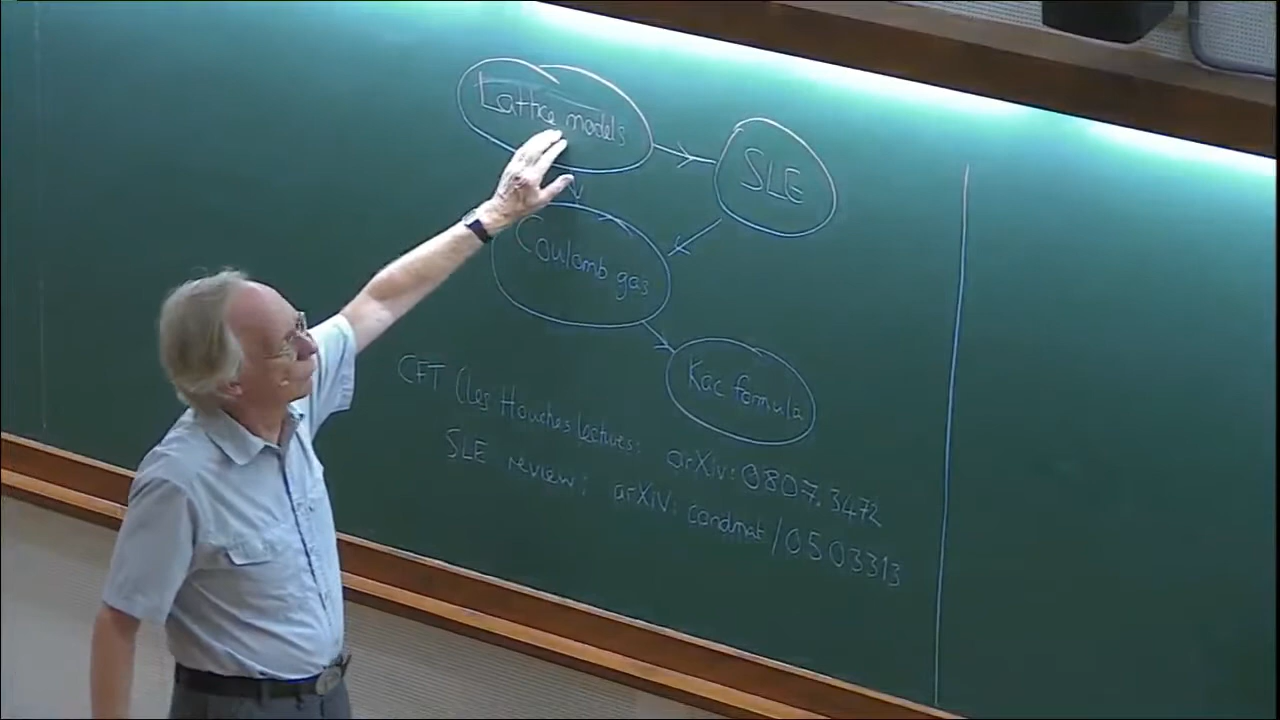 Lattice models
SLE
Coulomb gas
Kac formula
CFT (Les Houches lectures: arXiv: 0807.3472
SLE review: arXiv: condmat/0503313